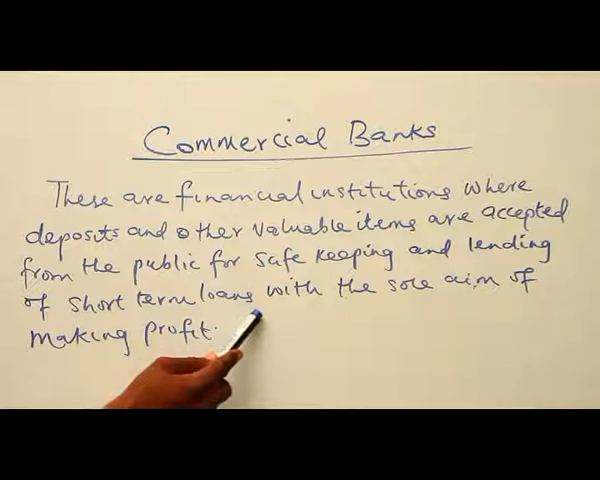 Commercial Banks
These are financial institutions where
deposits and other valuable items are accepted
from the public for safe keeping and lending
of short term loans with the sole aim of
making profit.